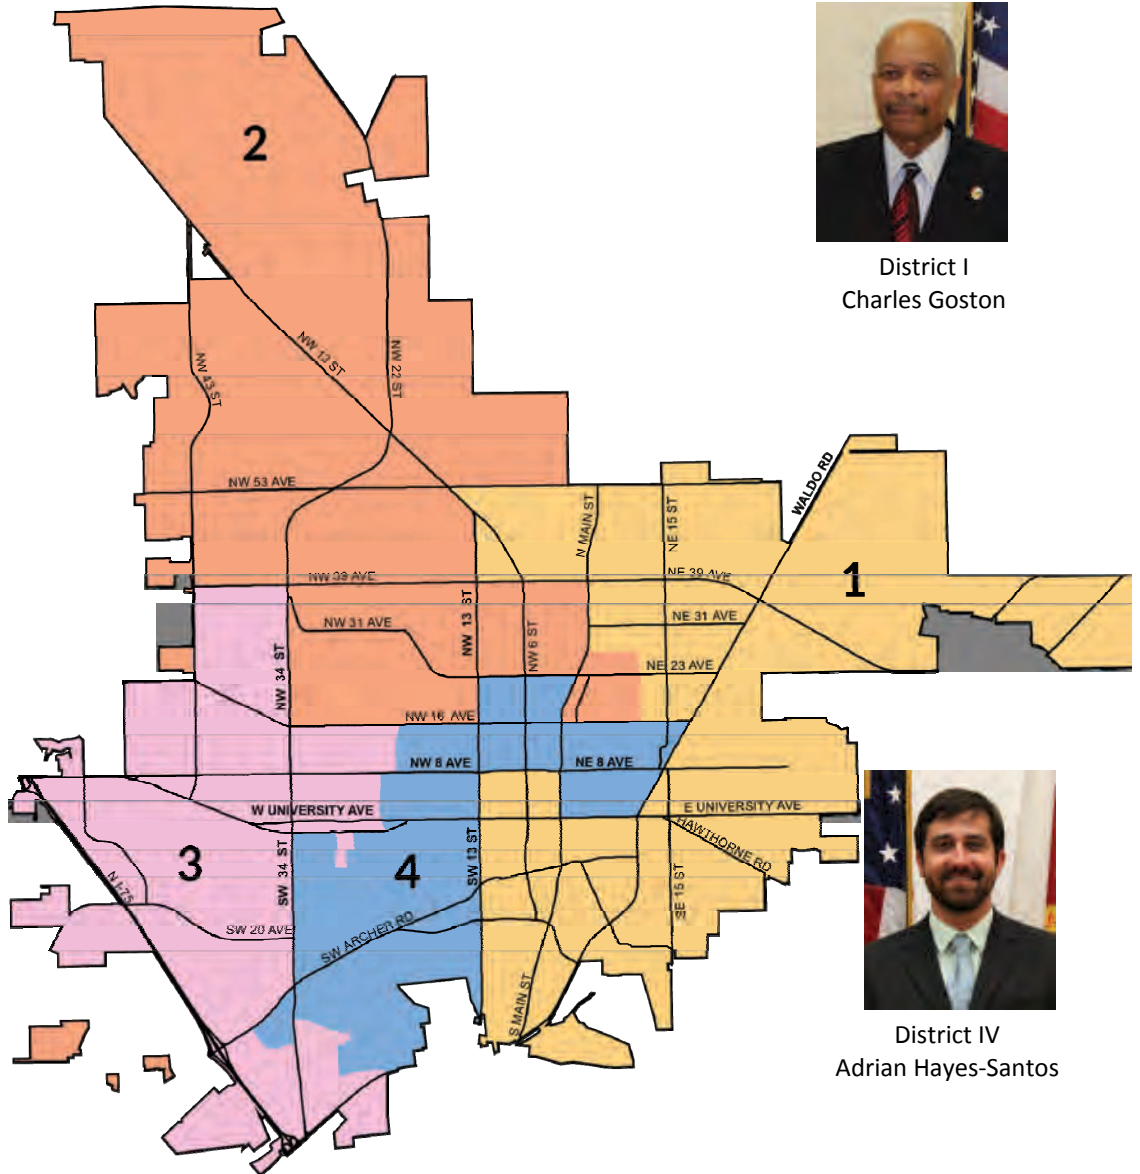 2
District I
Charles Goston
NW 13 ST
NW 22 ST
NW 43 ST
WALDO RD
NW 53 AVE
N MAIN ST
NE 15 ST
NW 39 AVE
NE 39 AVE
1
NW 13 ST
NW 6 ST
NE 31 AVE
NW 31 AVE
NW 34 ST
NE 23 AVE
NW 16 AVE
NW 8 AVE
NE 8 AVE
W UNIVERSITY AVE
E UNIVERSITY AVE
HAWTHORNE RD
3
4
SW 34 ST
SW 13 ST
N I-75
SE 15 ST
SW 20 AVE
SW ARCHER RD
S MAIN ST
District IV
Adrian Hayes-Santos